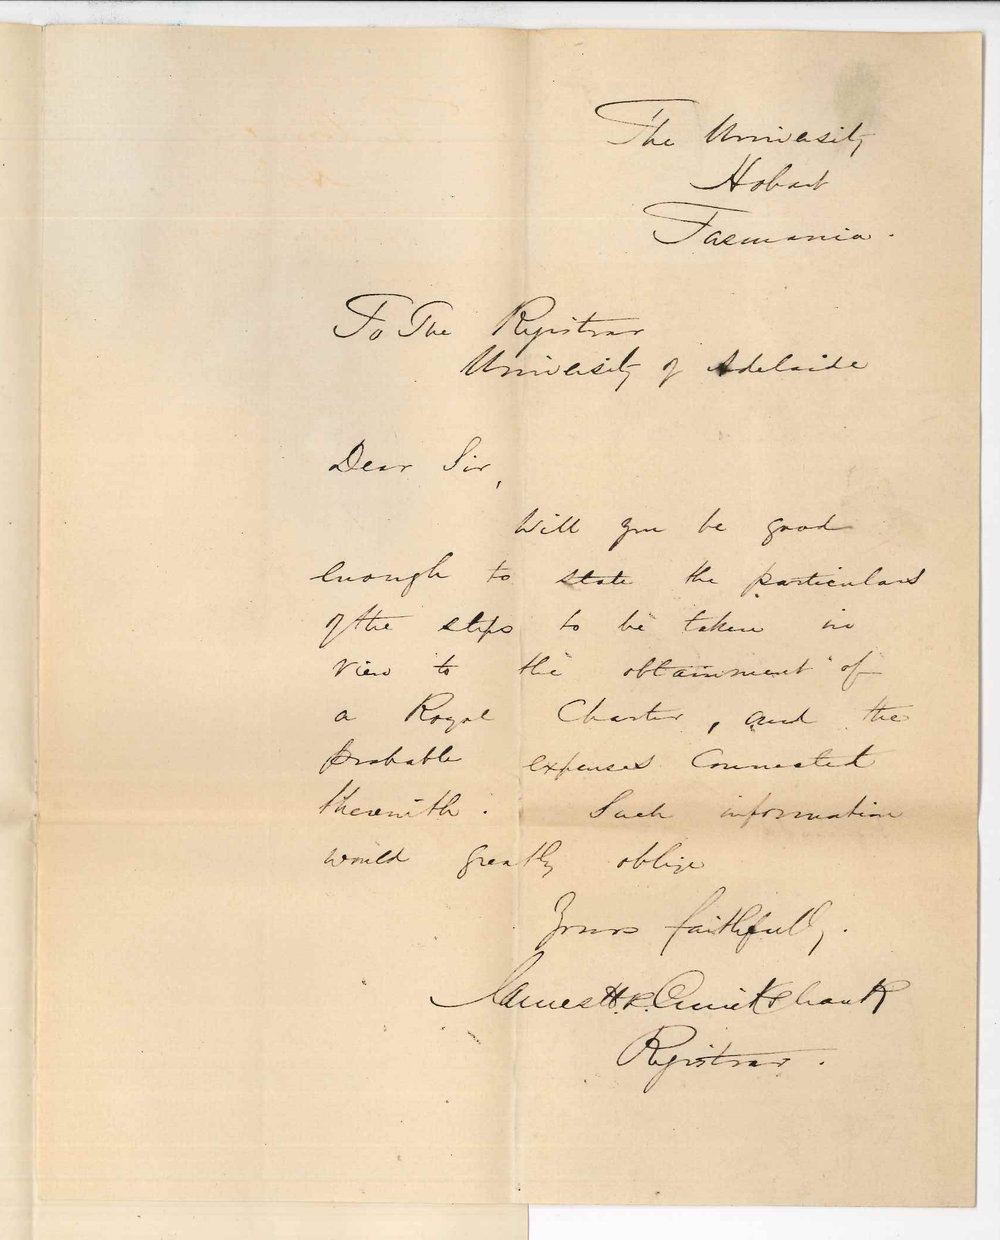 The University
Hobart
Tasmania.
To The Registrar
University of Adelaide
Dear Sir,
Will you be good
enough to state the particulars
of the steps to be taken in
view to the obtainment of
a Royal Charter, and the
probable expenses connected
therewith. Such information
would greatly oblige
Yours faithfully.
James H. R. Cruickshank
Registrar.